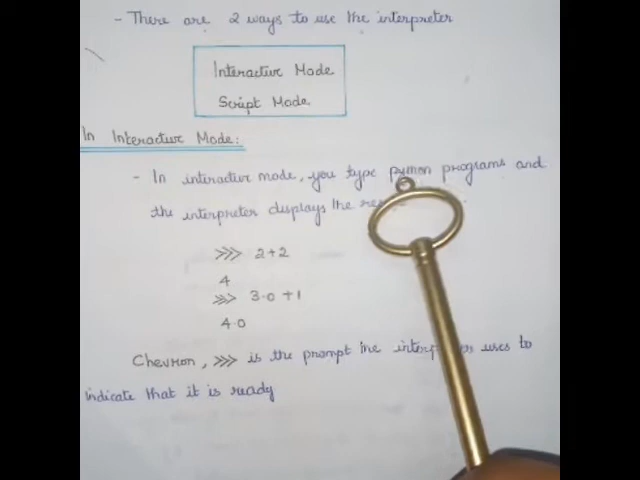 - There are 2 ways to use the interpreter
Interactive Mode
Script Mode
In Interactive Mode:
- In interactive mode, you type python programs and
the interpreter displays the
>>> 2+2
4
>>> 3.0 +1
4.0
Chevron, >>> is the prompt the uses to
indicate that it is ready